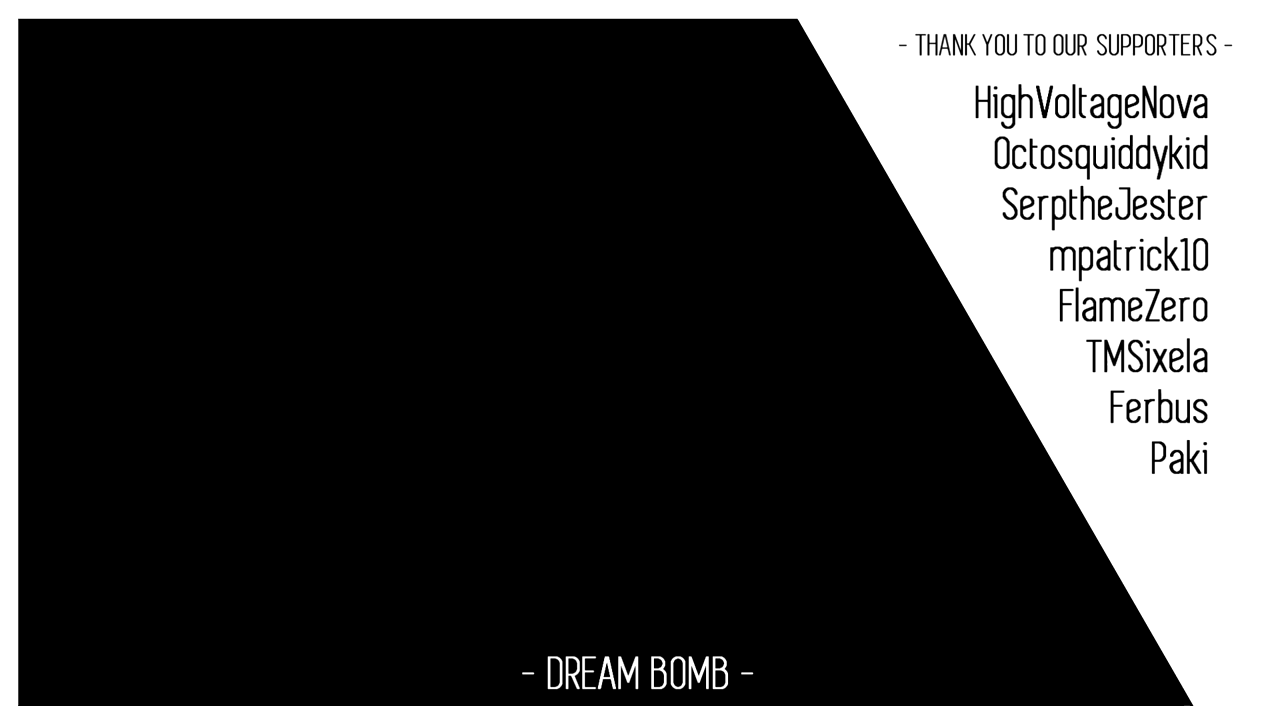 - THANK YOU TO OUR SUPPORTERS -
HighVoltageNova
Octosquiddykid
SerptheJester
mpatrick10
FlameZero
TMSixela
Ferbus
Paki
- DREAM BOMB -